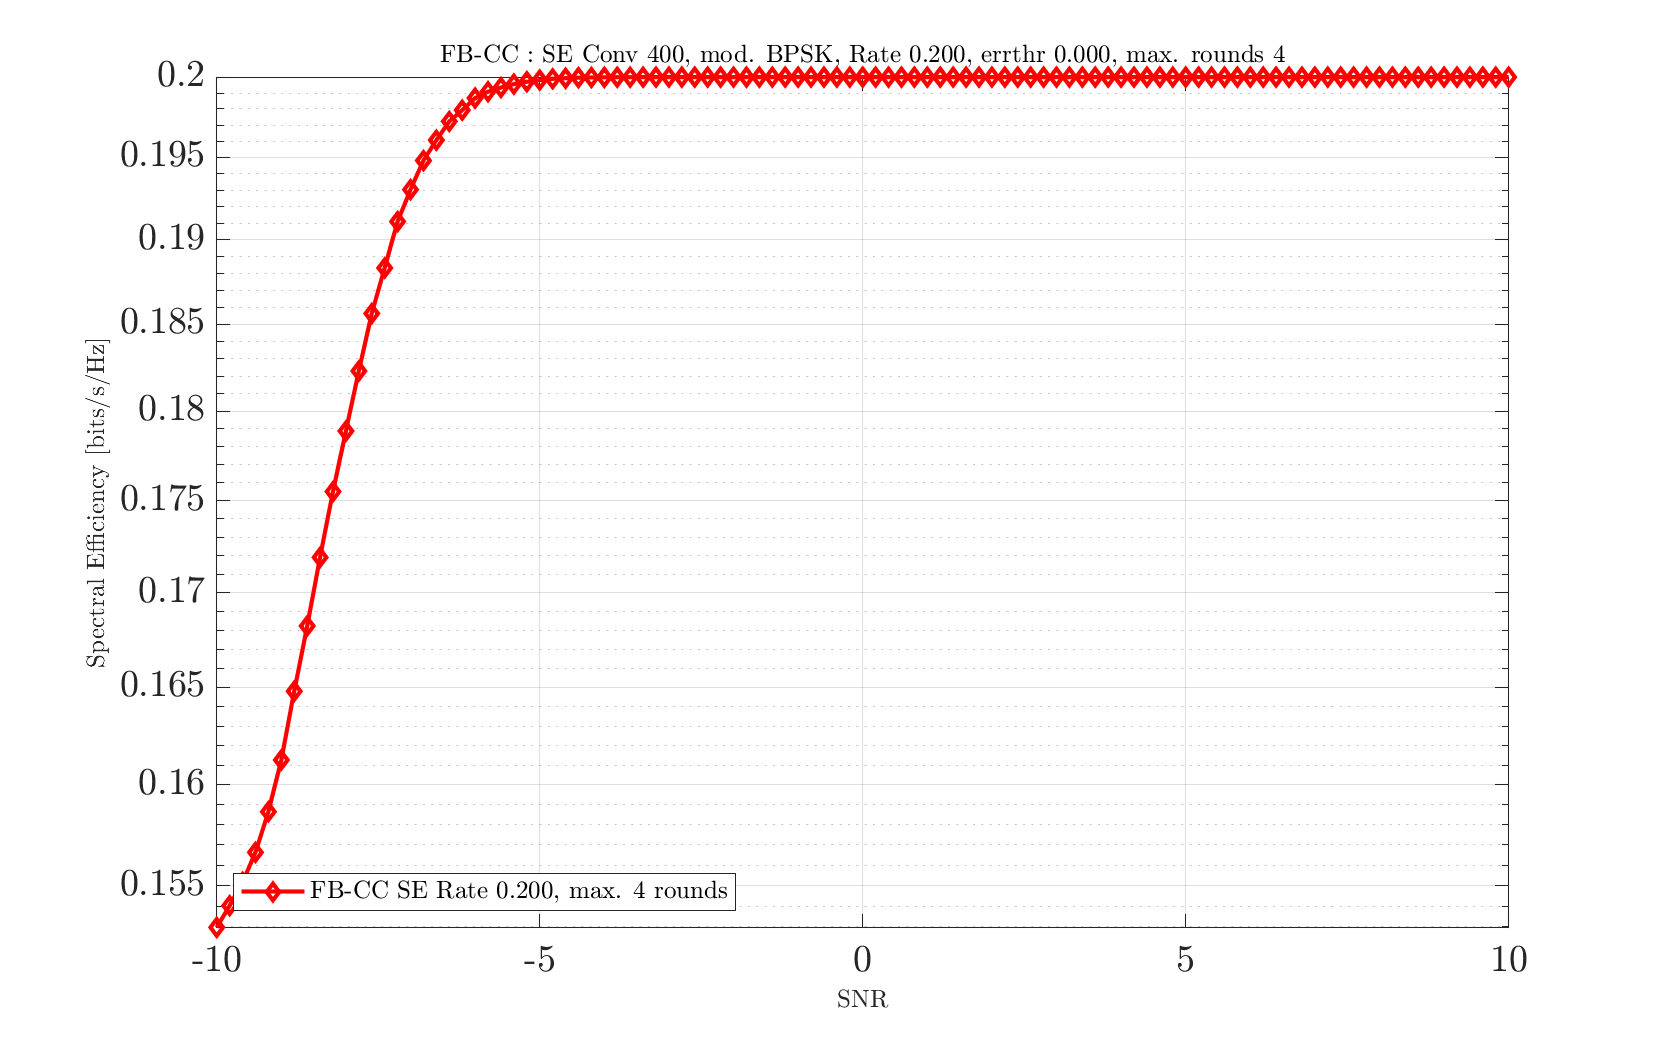 FB-CC : SE Conv 400, mod. BPSK, Rate 0.200, errthr 0.000, max. rounds 4
0.2
0.195
0.19
0.185
0.18
0.175
0.17
0.165
0.16
0.155
Spectral Efficiency [bits/s/Hz]
FB-CC SE Rate 0.200, max. 4 rounds
-10 -5 0 5 10
SNR